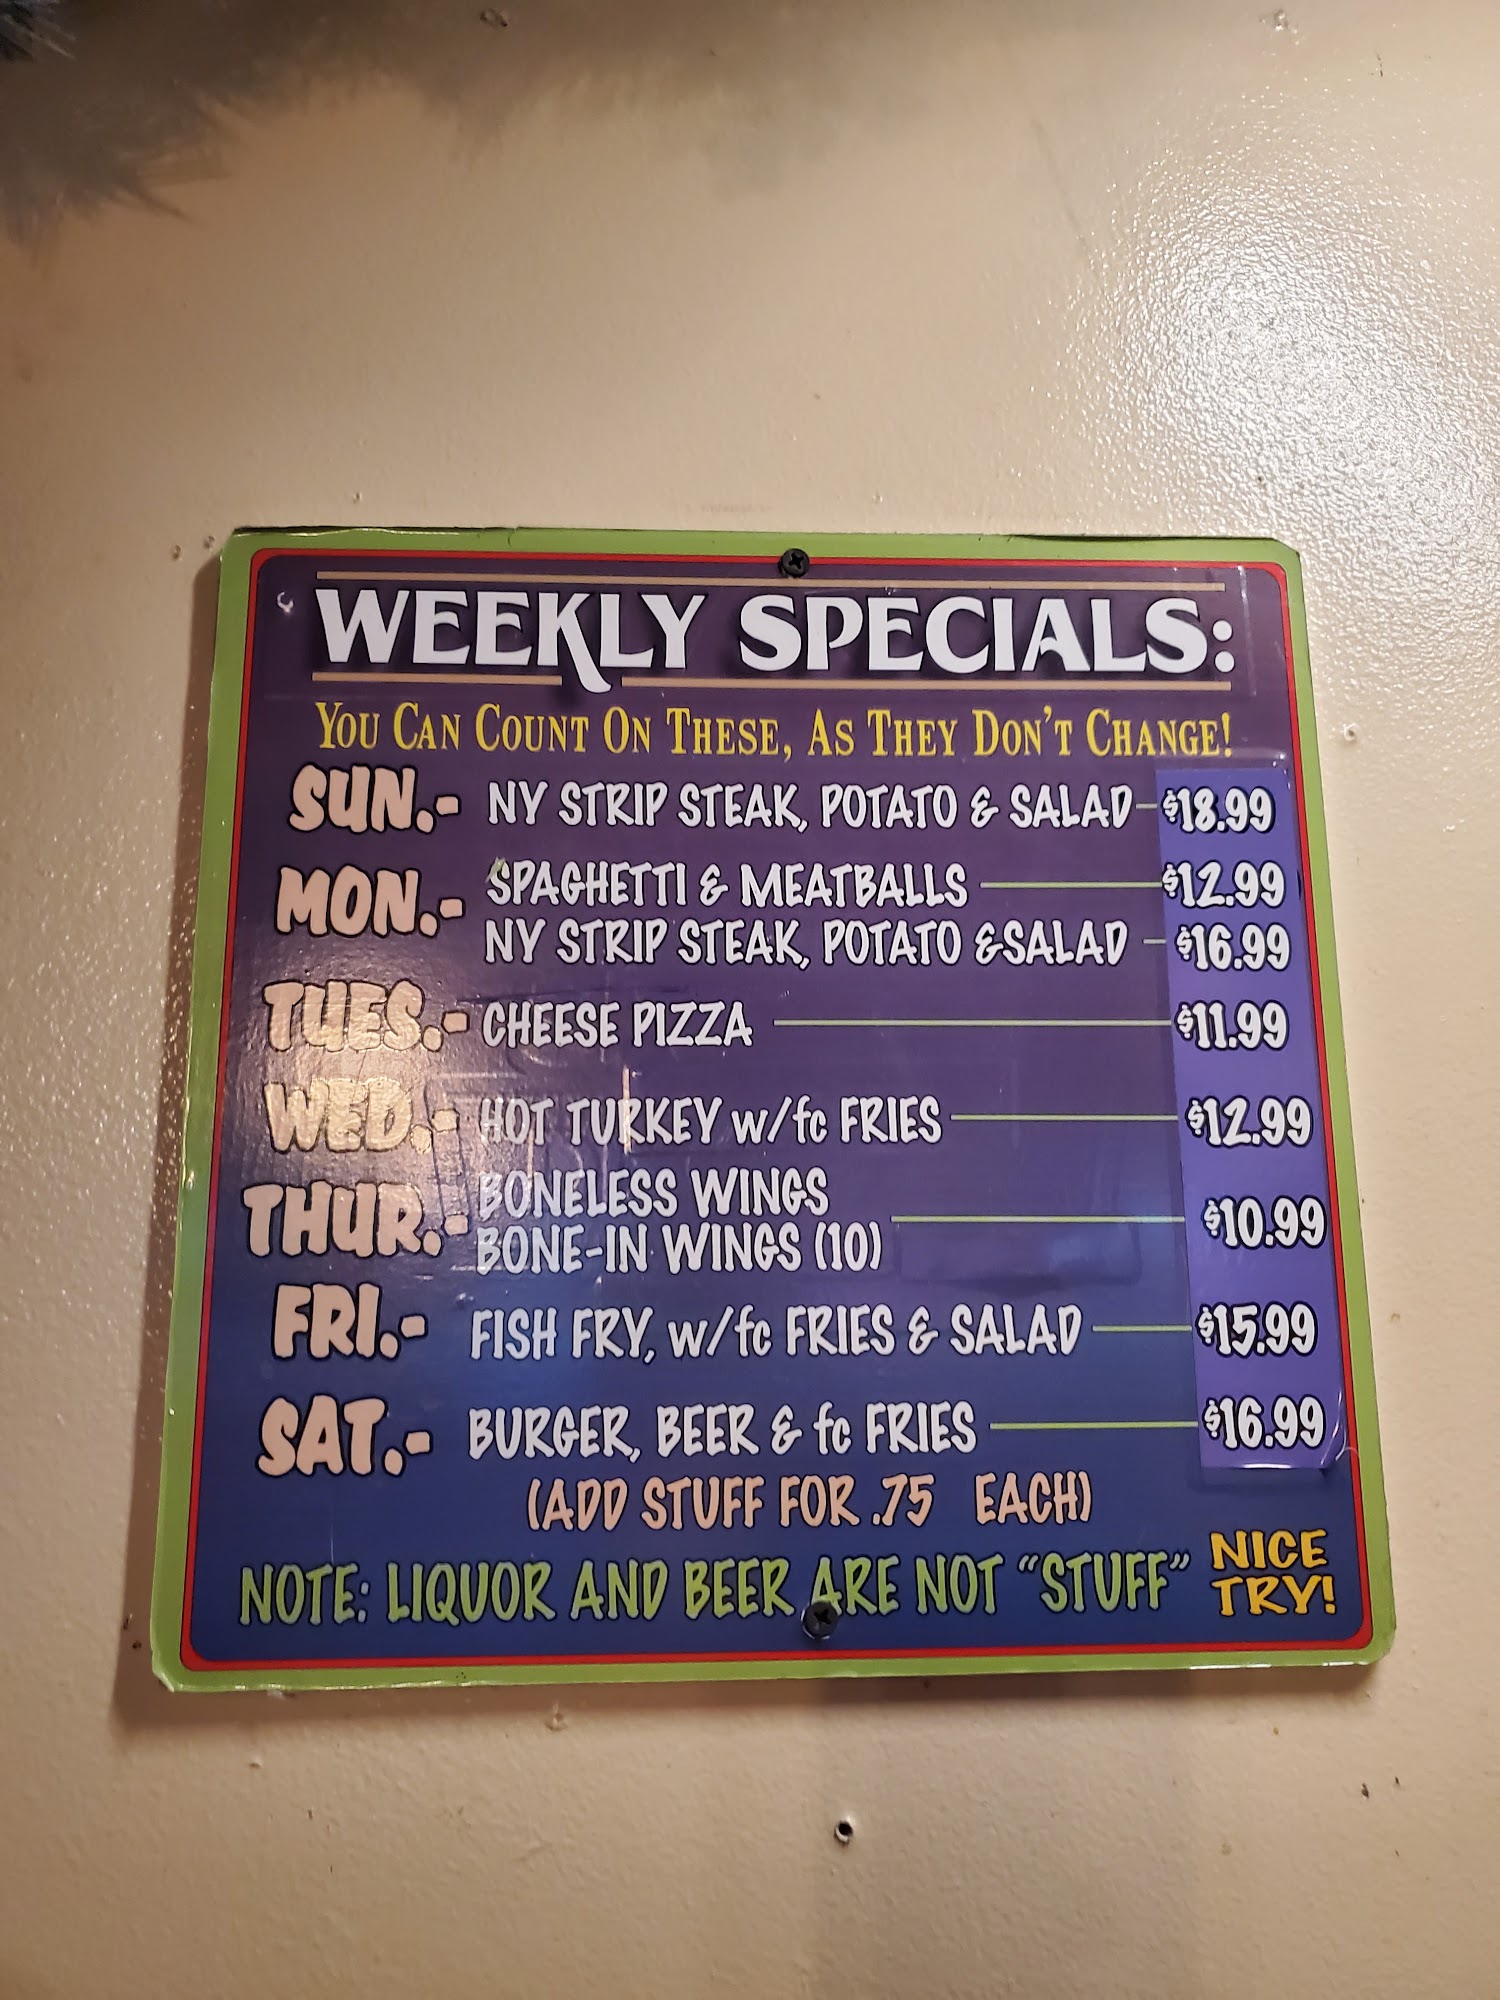 WEEKLY SPECIALS:
YOU CAN COUNT ON THESE, AS THEY DON'T CHANGE!
SUN.- NY STRIP STEAK, POTATO & SALAD - $18.99
MON.- SPAGHETTI & MEATBALLS $12.99
NY STRIP STEAK, POTATO &SALAD - $16.99
TUES.- CHEESE PIZZA $11.99
WED.- HOT TURKEY w/fc FRIES $12.99
THUR.- BONELESS WINGS
BONE-IN WINGS (10) $10.99
FRI.- FISH FRY, w/fc FRIES & SALAD $15.99
SAT.- BURGER, BEER & fc FRIES $16.99
(ADD STUFF FOR .75 EACH)
NOTE: LIQUOR AND BEER ARE NOT "STUFF"
NICE
TRY!